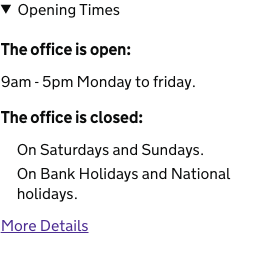 Opening Times
The office is open:
9am - 5pm Monday to friday.
The office is closed:
On Saturdays and Sundays.
On Bank Holidays and National
holidays.
More Details